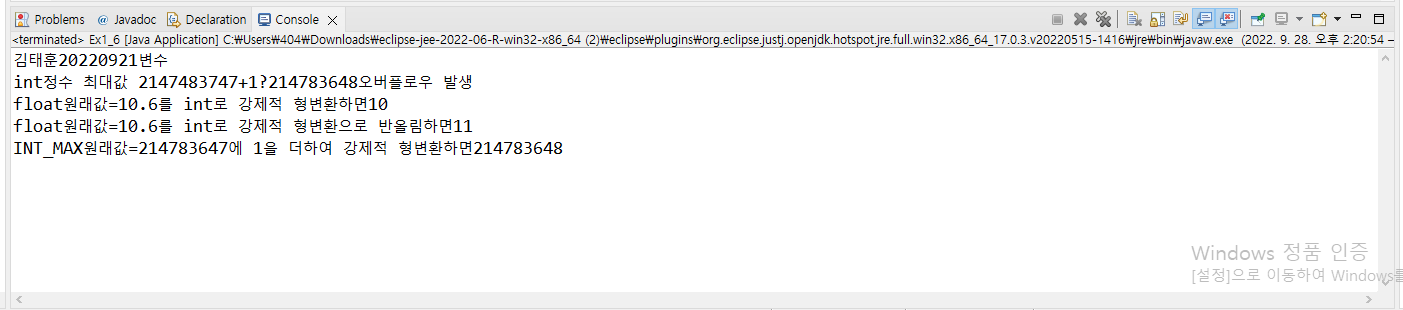 Problems @ Javadoc Declaration Console
<terminated> Ex1_6 [Java Application] C:₩Users₩404₩Downloads₩eclipse-jee-2022-06-R-win32-x86_64 (2)₩eclipse₩plugins₩org.eclipse.justj.openjdk.hotspot.jre.full.win32.x86_64_17.0.3.v20220515-1416₩jre₩bin₩javaw.exe (2022. 9. 28. 오후 2:20:54 –
김태훈20220921변수
int정수 최대값 2147483747+1?214783648오버플로우 발생
float원래값=10.6를 int로 강제적 형변환하면10
float원래값=10.6를 int로 강제적 형변환으로 반올림하면11
INT_MAX원래값=214783647에 1을 더하여 강제적 형변환하면214783648
Windows 정품 인증
[설정]으로 이동하여 Windows를